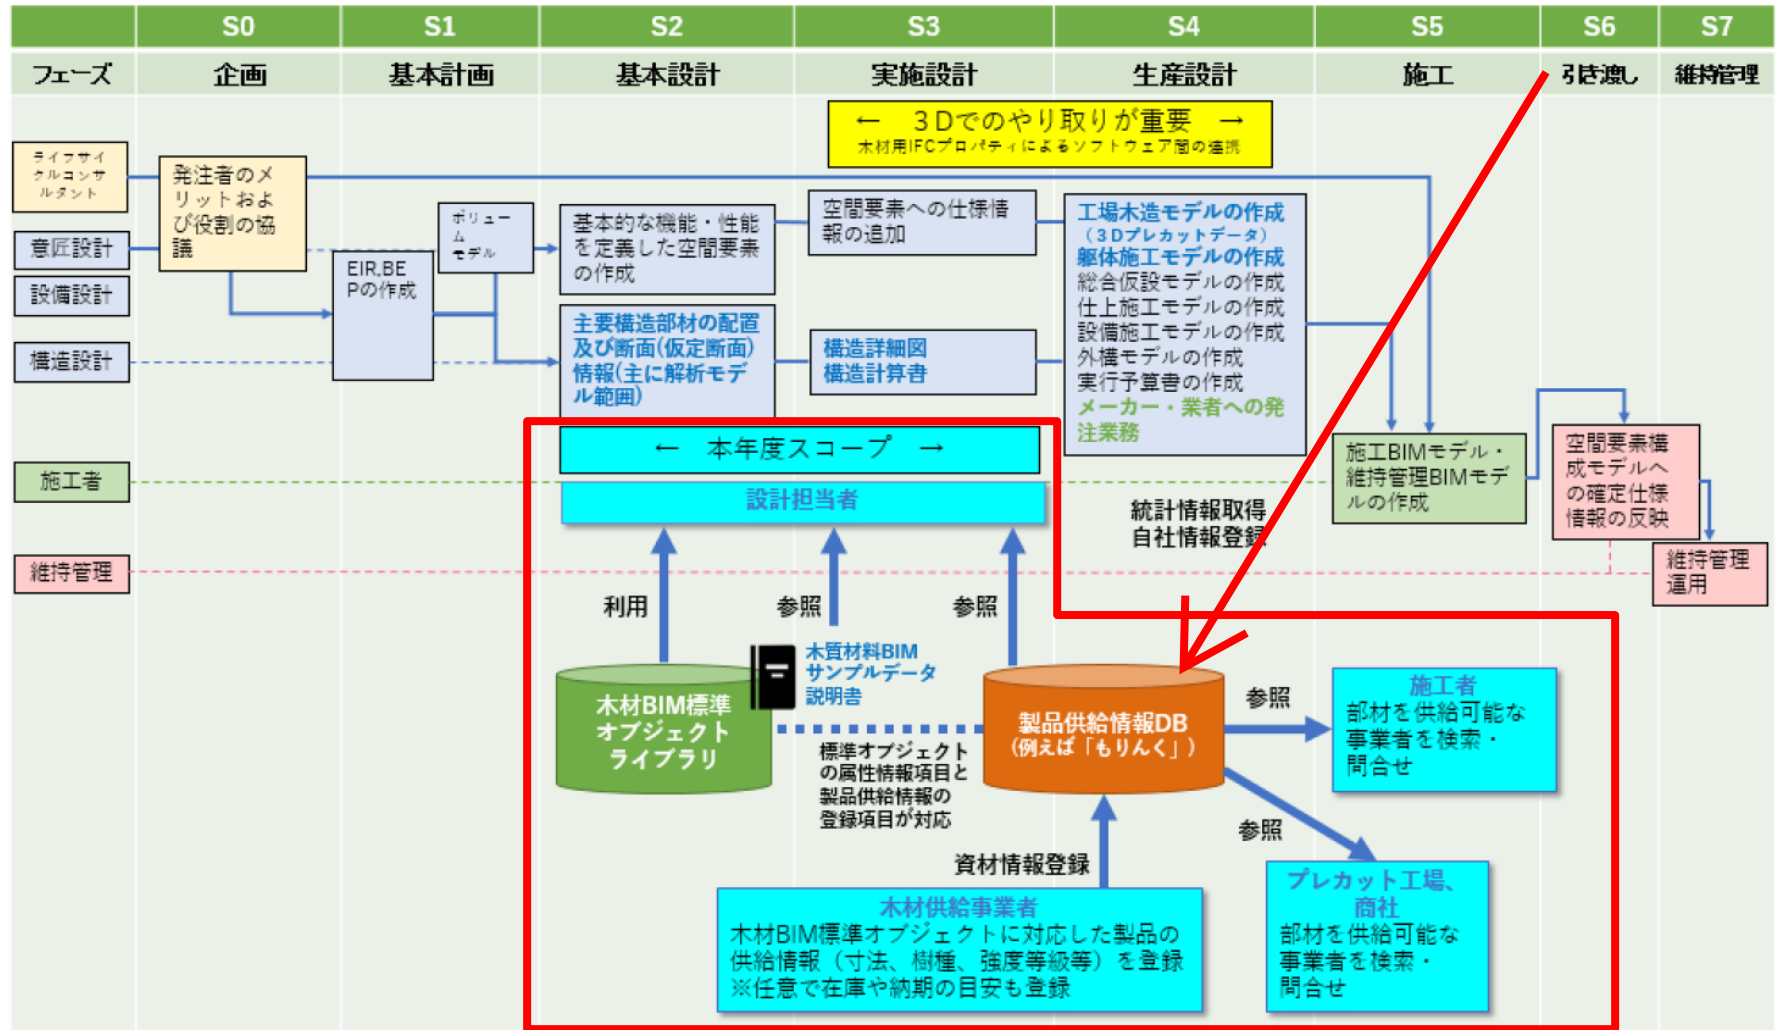 S0 S1 S2 S3 S4 S5 S6 S7
フェーズ 企画 基本計画 基本設計 実施設計 生産設計 施工 引き渡し 維持管理
← 3Dでのやり取りが重要 →
木材用IFCプロパティによるソフトウェア間の連携
ライフサイ
クルコンサ
ルタント
意匠設計
設備設計
構造設計
施工者
維持管理
発注者のメ
リットおよ
び役割の協
議
EIR,BE
Pの作成
ボリュー
ム
モデル
基本的な機能・性能
を定義した空間要素
の作成
主要構造部材の配置
及び断面(仮定断面)
情報(主に解析モデ
ル範囲)
空間要素への仕様情
報の追加
構造詳細図
構造計算書
工場木造モデルの作成
(3Dプレカットデータ)
躯体施工モデルの作成
総合仮設モデルの作成
仕上施工モデルの作成
設備施工モデルの作成
外構モデルの作成
実行予算書の作成
メーカー・業者への発
注業務
施工BIMモデル・
維持管理BIMモデ
ルの作成
空間要素構
成モデルへ
の確定仕様
情報の反映
維持管理
運用
← 本年度スコープ →
設計担当者
統計情報取得
自社情報登録
利用
参照
参照
木質材料BIM
サンプルデータ
説明書
木材BIM標準
オブジェクト
ライブラリ
標準オブジェクト
の属性情報項目と
製品供給情報の
登録項目が対応
製品供給情報DB
(例えば「もりんく」)
参照
施工者
部材を供給可能な
事業者を検索・
問合せ
参照
プレカット工場、
商社
部材を供給可能な
事業者を検索・
問合せ
資材情報登録
木材供給事業者
木材BIM標準オブジェクトに対応した製品の
供給情報（寸法、樹種、強度等級等）を登録
※任意で在庫や納期の目安も登録